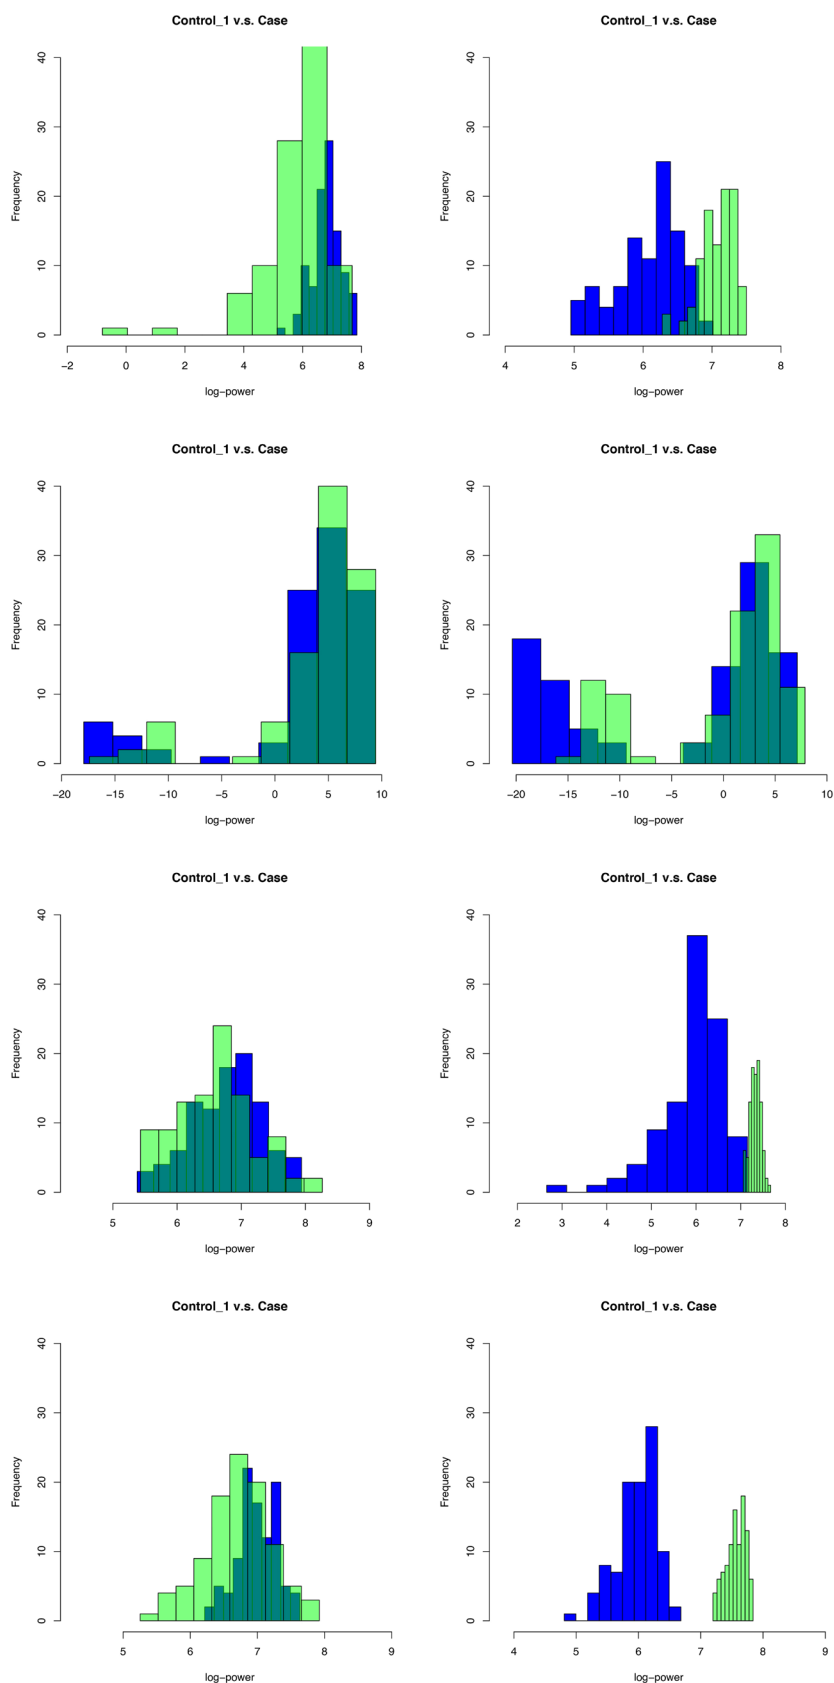 Control_1 v.s. Case
Frequency
0 10 20 30 40
−2 0 2 4 6 8
log−power
Control_1 v.s. Case
Frequency
0 10 20 30 40
4 5 6 7 8
log−power
Control_1 v.s. Case
Frequency
0 10 20 30 40
−20 −15 −10 −5 0 5 10
log−power
Control_1 v.s. Case
Frequency
0 10 20 30 40
−20 −15 −10 −5 0 5 10
log−power
Control_1 v.s. Case
Frequency
0 10 20 30 40
5 6 7 8 9
log−power
Control_1 v.s. Case
Frequency
0 10 20 30 40
2 3 4 5 6 7 8
log−power
Control_1 v.s. Case
Frequency
0 10 20 30 40
5 6 7 8 9
log−power
Control_1 v.s. Case
Frequency
0 10 20 30 40
4 5 6 7 8 9
log−power